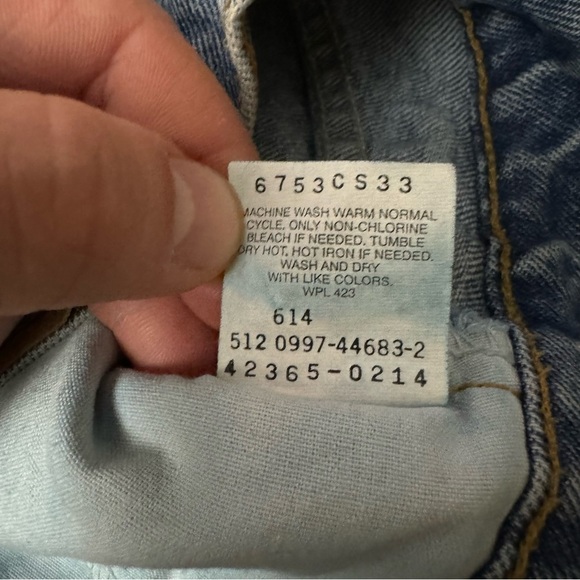 6753CS33
MACHINE WASH WARM NORMAL
CYCLE. ONLY NON-CHLORINE
BLEACH IF NEEDED. TUMBLE
DRY HOT. HOT IRON IF NEEDED.
WASH AND DRY
WITH LIKE COLORS.
WPL 423
614
512 0997-44683-2
42365-0214